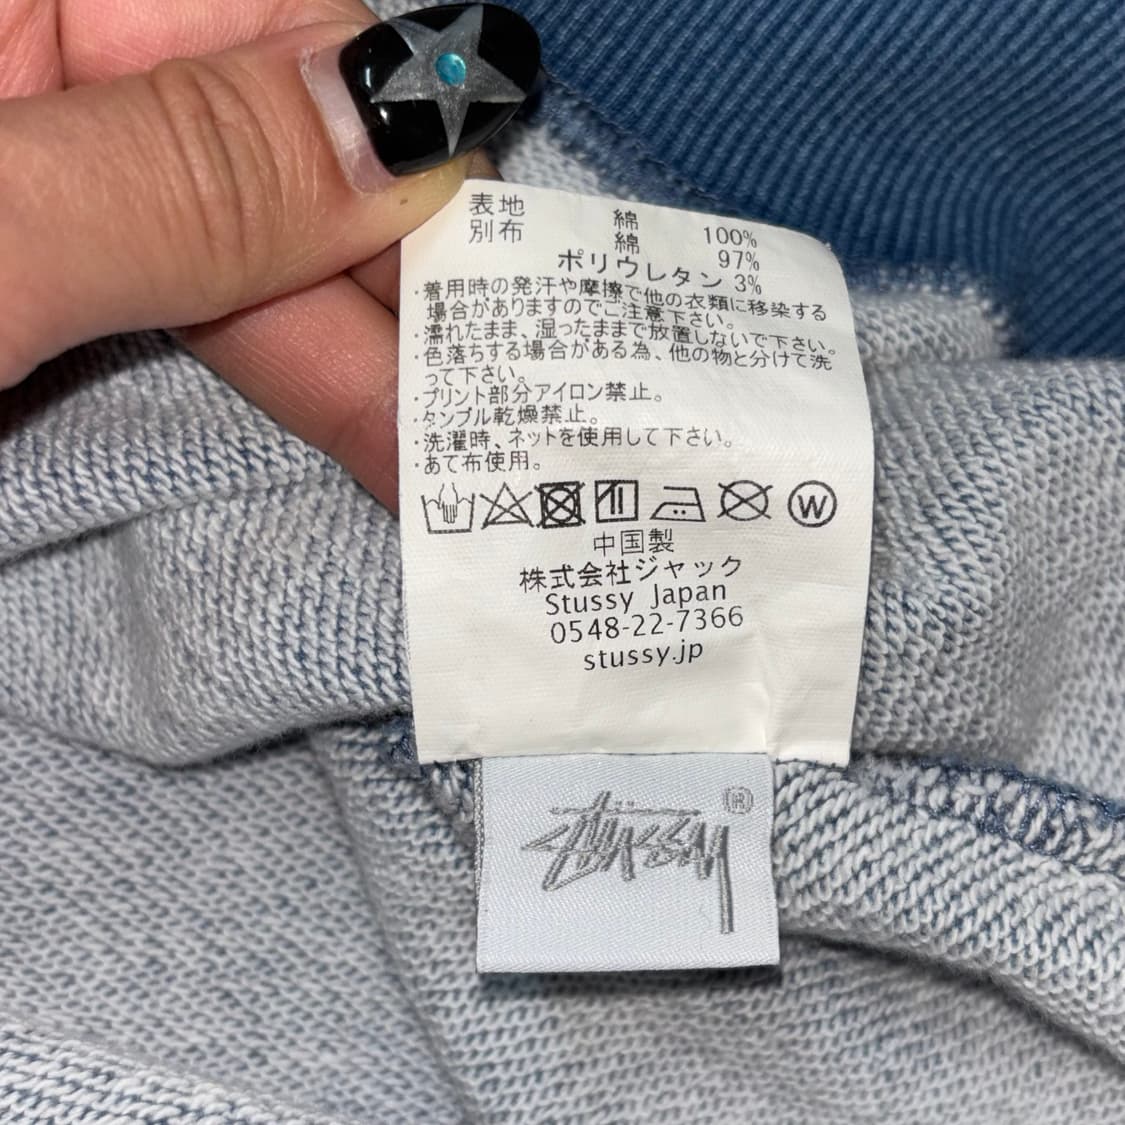 表地 綿 100%
別布 綿 97%
ポリウレタン 3%
・着用時の発汗や摩擦で他の衣類に移染する
場合がありますのでご注意下さい。
・濡れたまま、湿ったままで放置しないで下さい。
・色落ちする場合がある為、他の物と分けて洗
って下さい。
・プリント部分アイロン禁止。
・タンブル乾燥禁止。
・洗濯時、ネットを使用して下さい。
・あて布使用。
W
中国製
株式会社ジャック
Stussy Japan
0548-22-7366
stussy.jp
STÜSSY ®